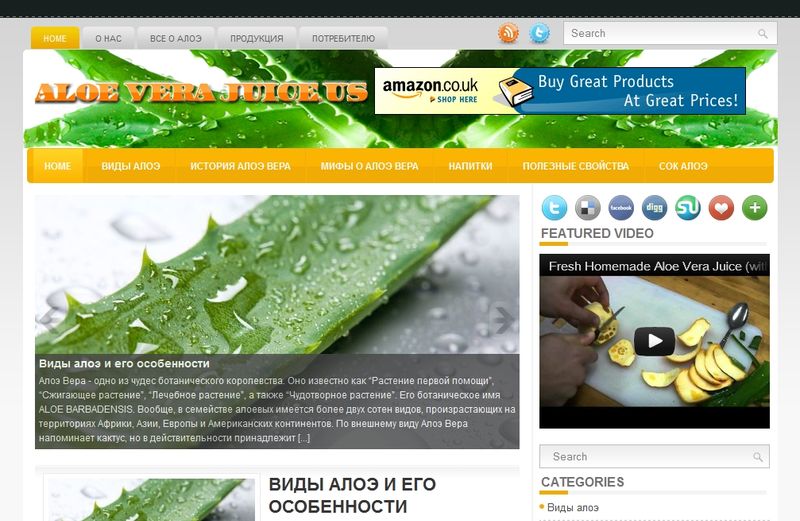 HOME О НАС ВСЕ О АЛОЭ ПРОДУКЦИЯ ПОТРЕБИТЕЛЮ
Search
ALOE VERA JUICE US
amazon.co.uk
SHOP HERE
Buy Great Products
At Great Prices!
HOME ВИДЫ АЛОЭ ИСТОРИЯ АЛОЭ ВЕРА МИФЫ О АЛОЭ ВЕРА НАПИТКИ ПОЛЕЗНЫЕ СВОЙСТВА СОК АЛОЭ
facebook digg
FEATURED VIDEO
Fresh Homemade Aloe Vera Juice (wit
Виды алоэ и его особенности
Алоэ Вера - одно из чудес ботанического королевства. Оно известно как “Растение первой помощи”,
“Сжигающее растение”, “Лечебное растение”, а также “Чудотворное растение”. Его ботаническое имя
ALOE BARBADENSIS. Вообще, в семействе алоевых имеется более двух сотен видов, произрастающих на
территориях Африки, Азии, Европы и Американских континентов. По внешнему виду Алоэ Вера
напоминает кактус, но в действительности принадлежит [...]
Search
ВИДЫ АЛОЭ И ЕГО
ОСОБЕННОСТИ
CATEGORIES
Виды алоэ